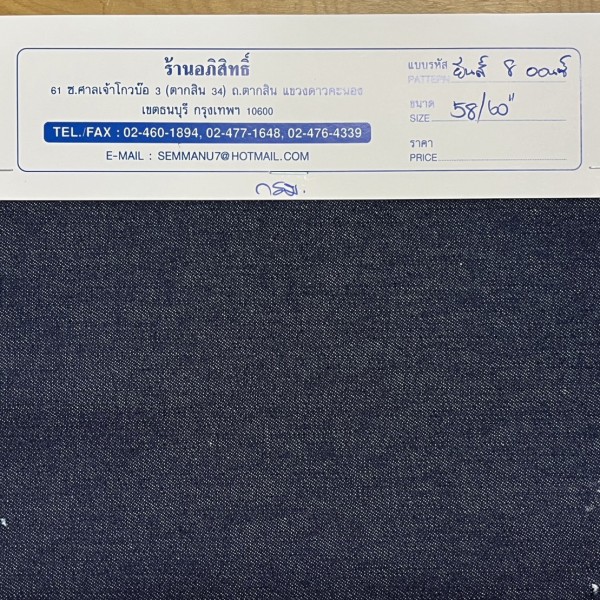 ร้านอภิสิทธิ์
61 ซ.ศาลเจ้าโกวบ๊อ 3 (ตากสิน 34) ถ.ตากสิน แขวงดาวคะนอง
เขตธนบุรี กรุงเทพฯ 10600
TEL./FAX : 02-460-1894, 02-477-1648, 02-476-4339
E-MAIL : SEMMANU7@HOTMAIL.COM
แบบรหัส ยีนส์ 8 ออนซ์
PATTERN
ขนาด 58/60"
SIZE
ราคา
PRICE